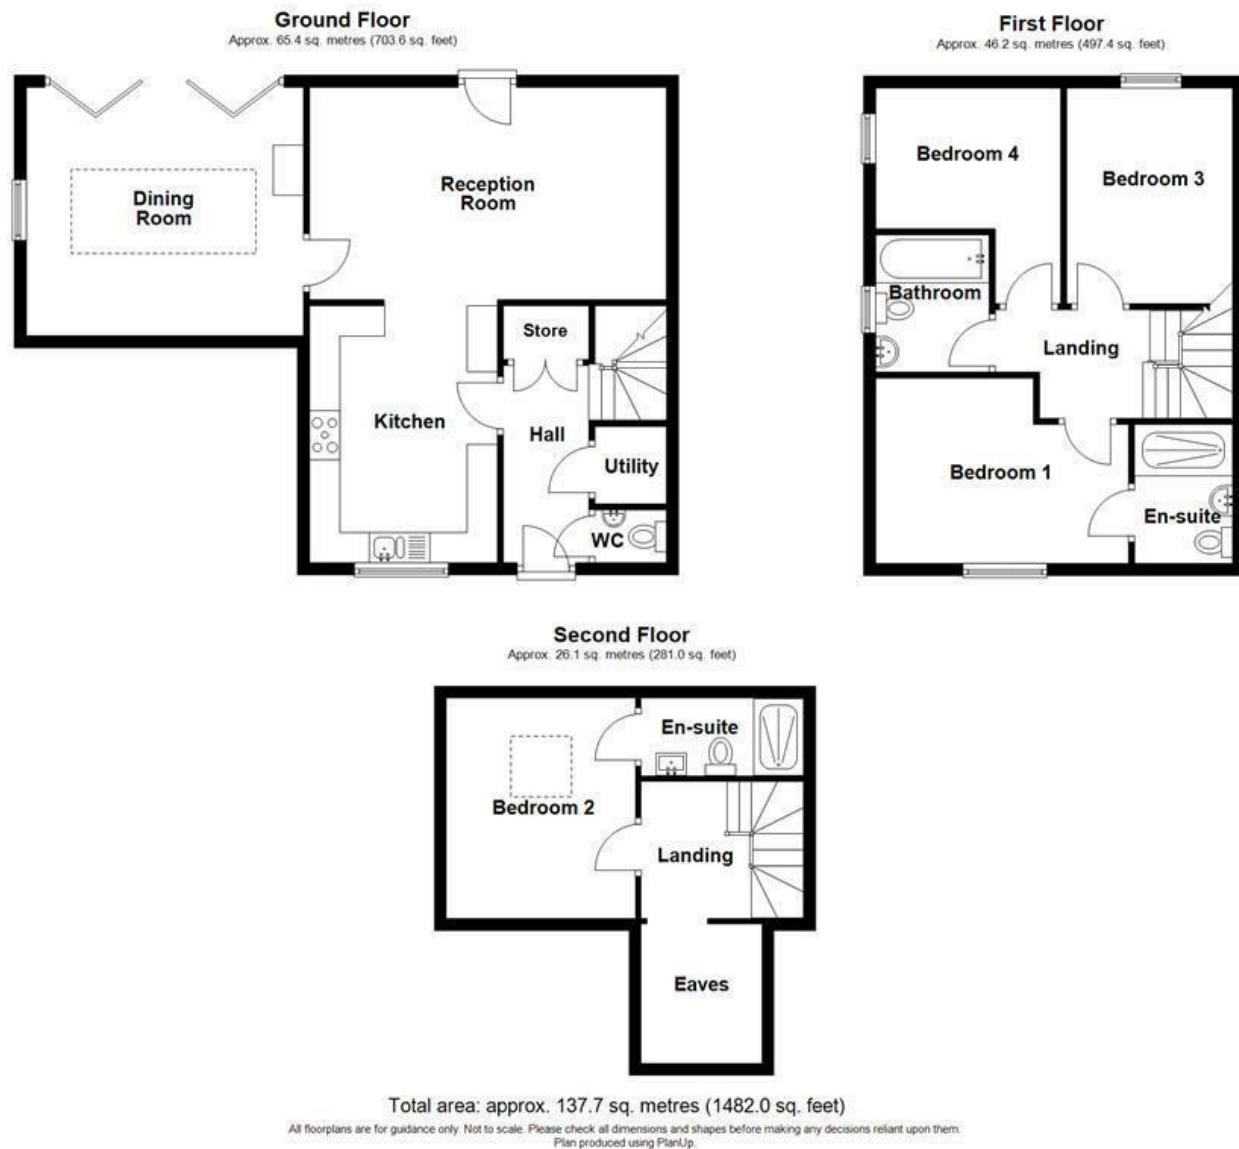 Ground Floor
Approx. 65.4 sq. metres (703.6 sq. feet)
Dining
Room
Reception
Room
Store
Kitchen
Hall
Utility
WC
First Floor
Approx. 46.2 sq. metres (497.4 sq. feet)
Bedroom 4
Bedroom 3
Bathroom
Landing
Bedroom 1
En-suite
Second Floor
Approx. 26.1 sq. metres (281.0 sq. feet)
En-suite
Bedroom 2
Landing
Eaves
Total area: approx. 137.7 sq. metres (1482.0 sq. feet)
All floorplans are for guidance only. Not to scale. Please check all dimensions and shapes before making any decisions reliant upon them.
Plan produced using PlanUp.